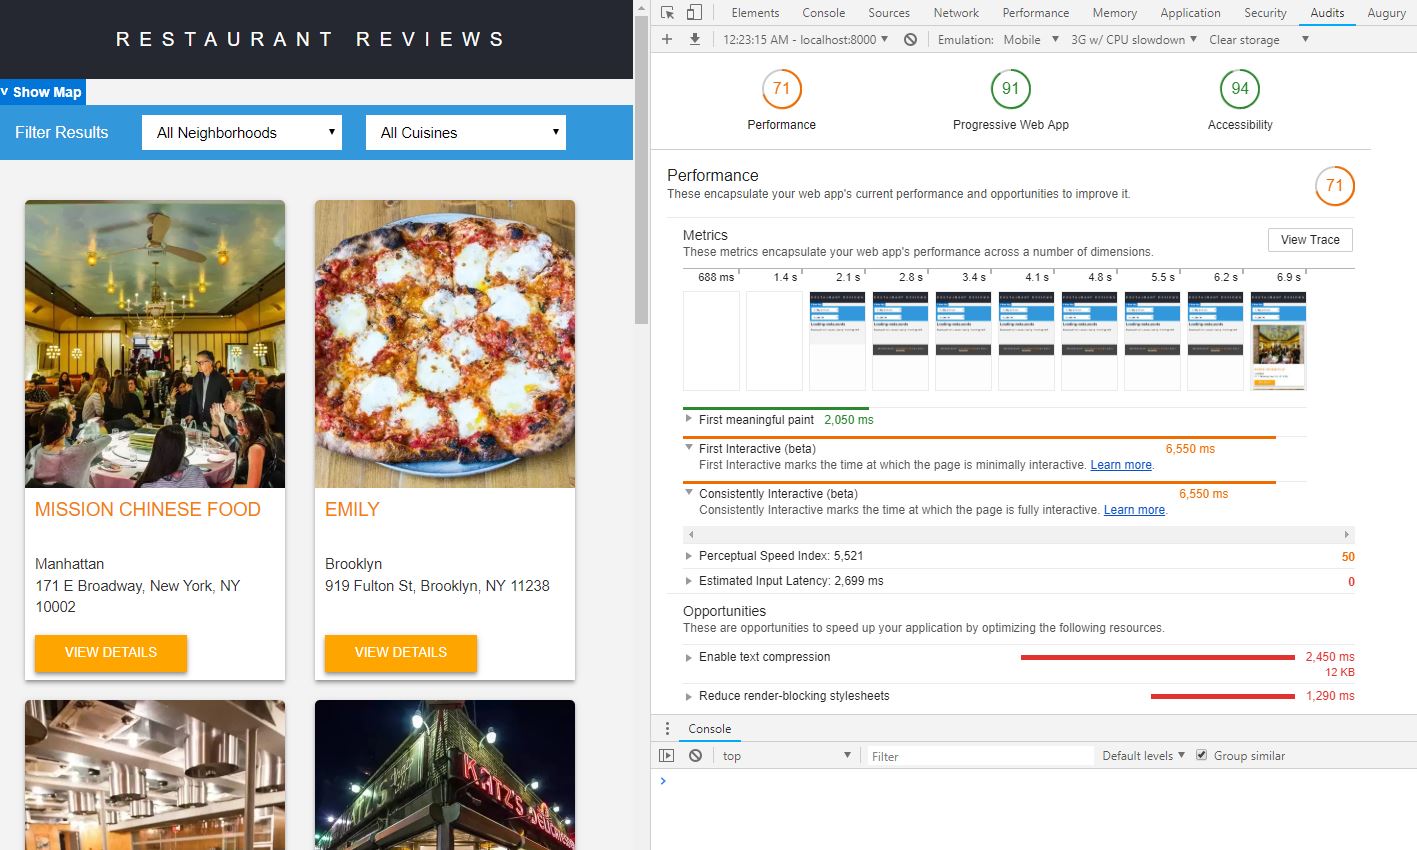 RESTAURANT REVIEWS
v Show Map
Filter Results
All Neighborhoods
All Cuisines
MISSION CHINESE FOOD
Manhattan
171 E Broadway, New York, NY
10002
VIEW DETAILS
EMILY
Brooklyn
919 Fulton St, Brooklyn, NY 11238
VIEW DETAILS
KATZ'S
Elements Console Sources Network Performance Memory Application Security Audits Augury
12:23:15 AM - localhost:8000 Emulation: Mobile 3G w/ CPU slowdown Clear storage
71 91 94
Performance Progressive Web App Accessibility
Performance
These encapsulate your web app's current performance and opportunities to improve it.
71
Metrics
These metrics encapsulate your web app's performance across a number of dimensions.
View Trace
688 ms 1.4 s 2.1 s 2.8 s 3.4 s 4.1 s 4.8 s 5.5 s 6.2 s 6.9 s
First meaningful paint 2,050 ms
First Interactive (beta) 6,550 ms
First Interactive marks the time at which the page is minimally interactive. Learn more.
Consistently Interactive (beta) 6,550 ms
Consistently Interactive marks the time at which the page is fully interactive. Learn more.
Perceptual Speed Index: 5,521 50
Estimated Input Latency: 2,699 ms 0
Opportunities
These are opportunities to speed up your application by optimizing the following resources.
Enable text compression 2,450 ms
12 KB
Reduce render-blocking stylesheets 1,290 ms
Console
top Filter Default levels Group similar